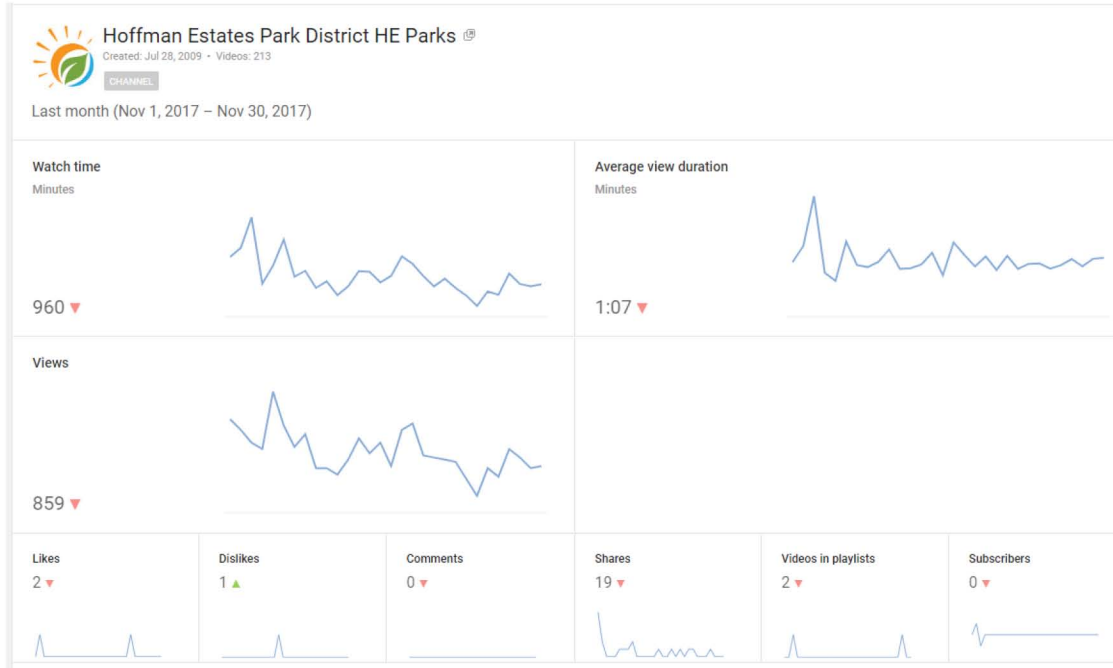 Hoffman Estates Park District HE Parks
Created: Jul 28, 2009 • Videos: 213
CHANNEL
Last month (Nov 1, 2017 – Nov 30, 2017)
Watch time
Minutes
960
Average view duration
Minutes
1:07
Views
859
Likes
2
Dislikes
1
Comments
0
Shares
19
Videos in playlists
2
Subscribers
0